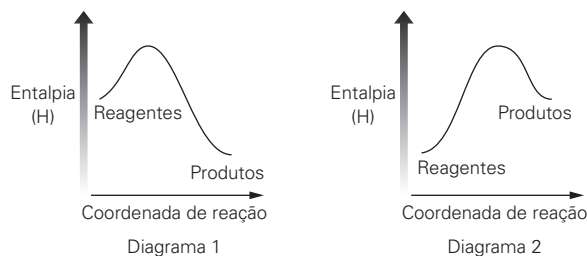 Entalpia
(H)
Reagentes
Produtos
Coordenada de reação
Diagrama 1
Entalpia
(H)
Produtos
Reagentes
Coordenada de reação
Diagrama 2